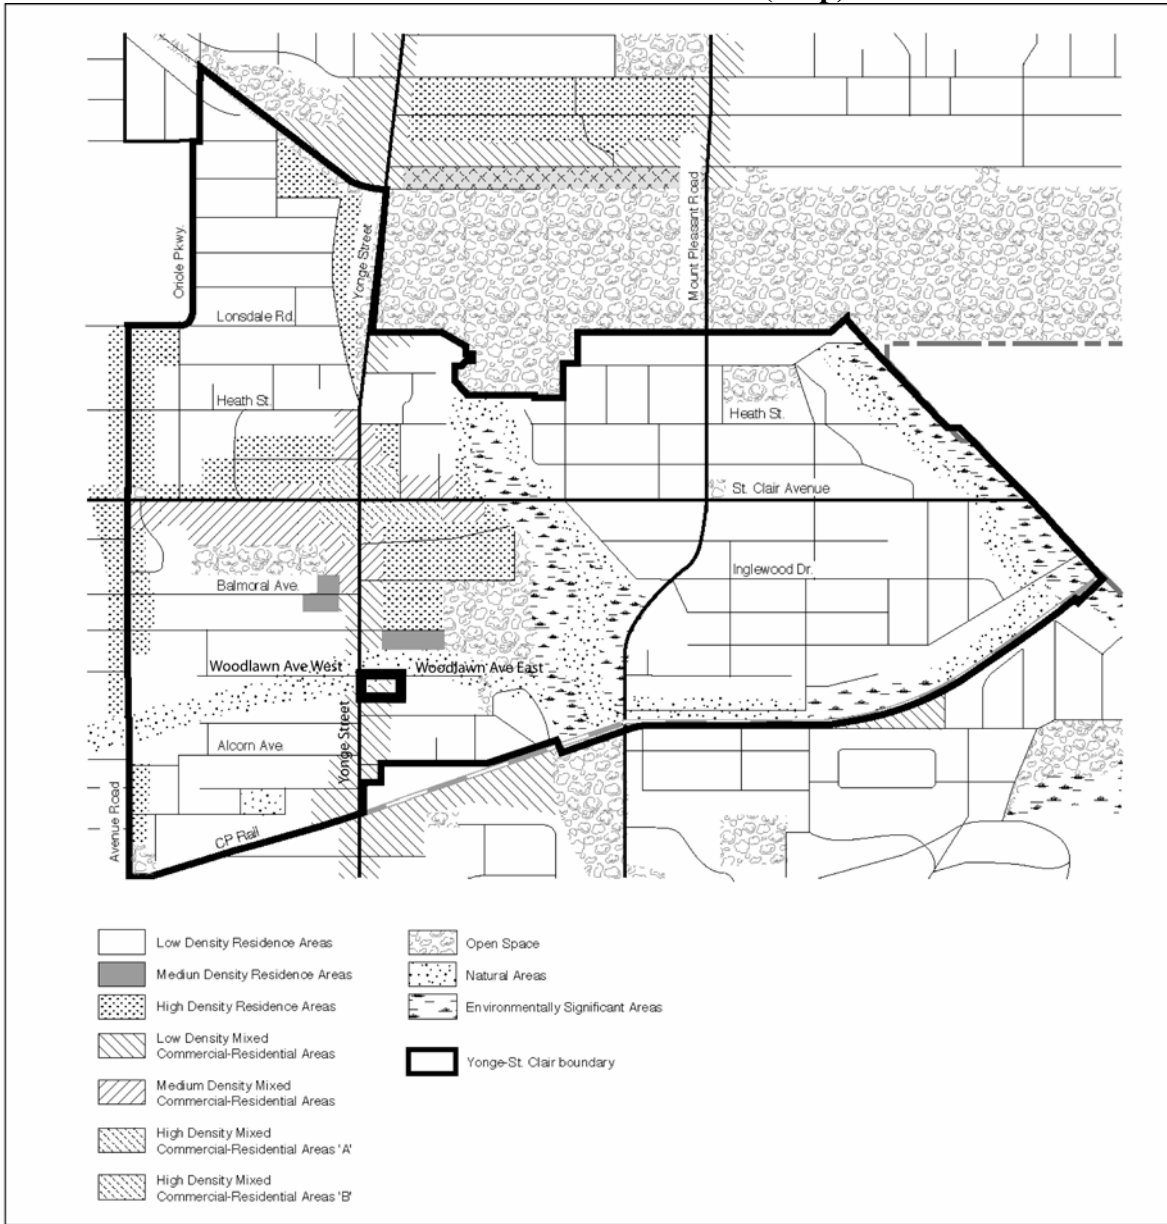 Oriole Pkwy.
Yonge Street
Mount Pleasant Road
Lonsdale Rd.
Heath St.
Heath St.
St. Clair Avenue
Balmoral Ave.
Inglewood Dr.
Woodlawn Ave West
Woodlawn Ave East
Yonge Street
Alcorn Ave.
Avenue Road
CP Rail
Low Density Residence Areas
Mediun Density Residence Areas
High Density Residence Areas
Low Density Mixed
Commercial-Residential Areas
Medium Density Mixed
Commercial-Residential Areas
High Density Mixed
Commercial-Residential Areas 'A'
High Density Mixed
Commercial-Residential Areas 'B'
Open Space
Natural Areas
Environmentally Significant Areas
Yonge-St. Clair boundary